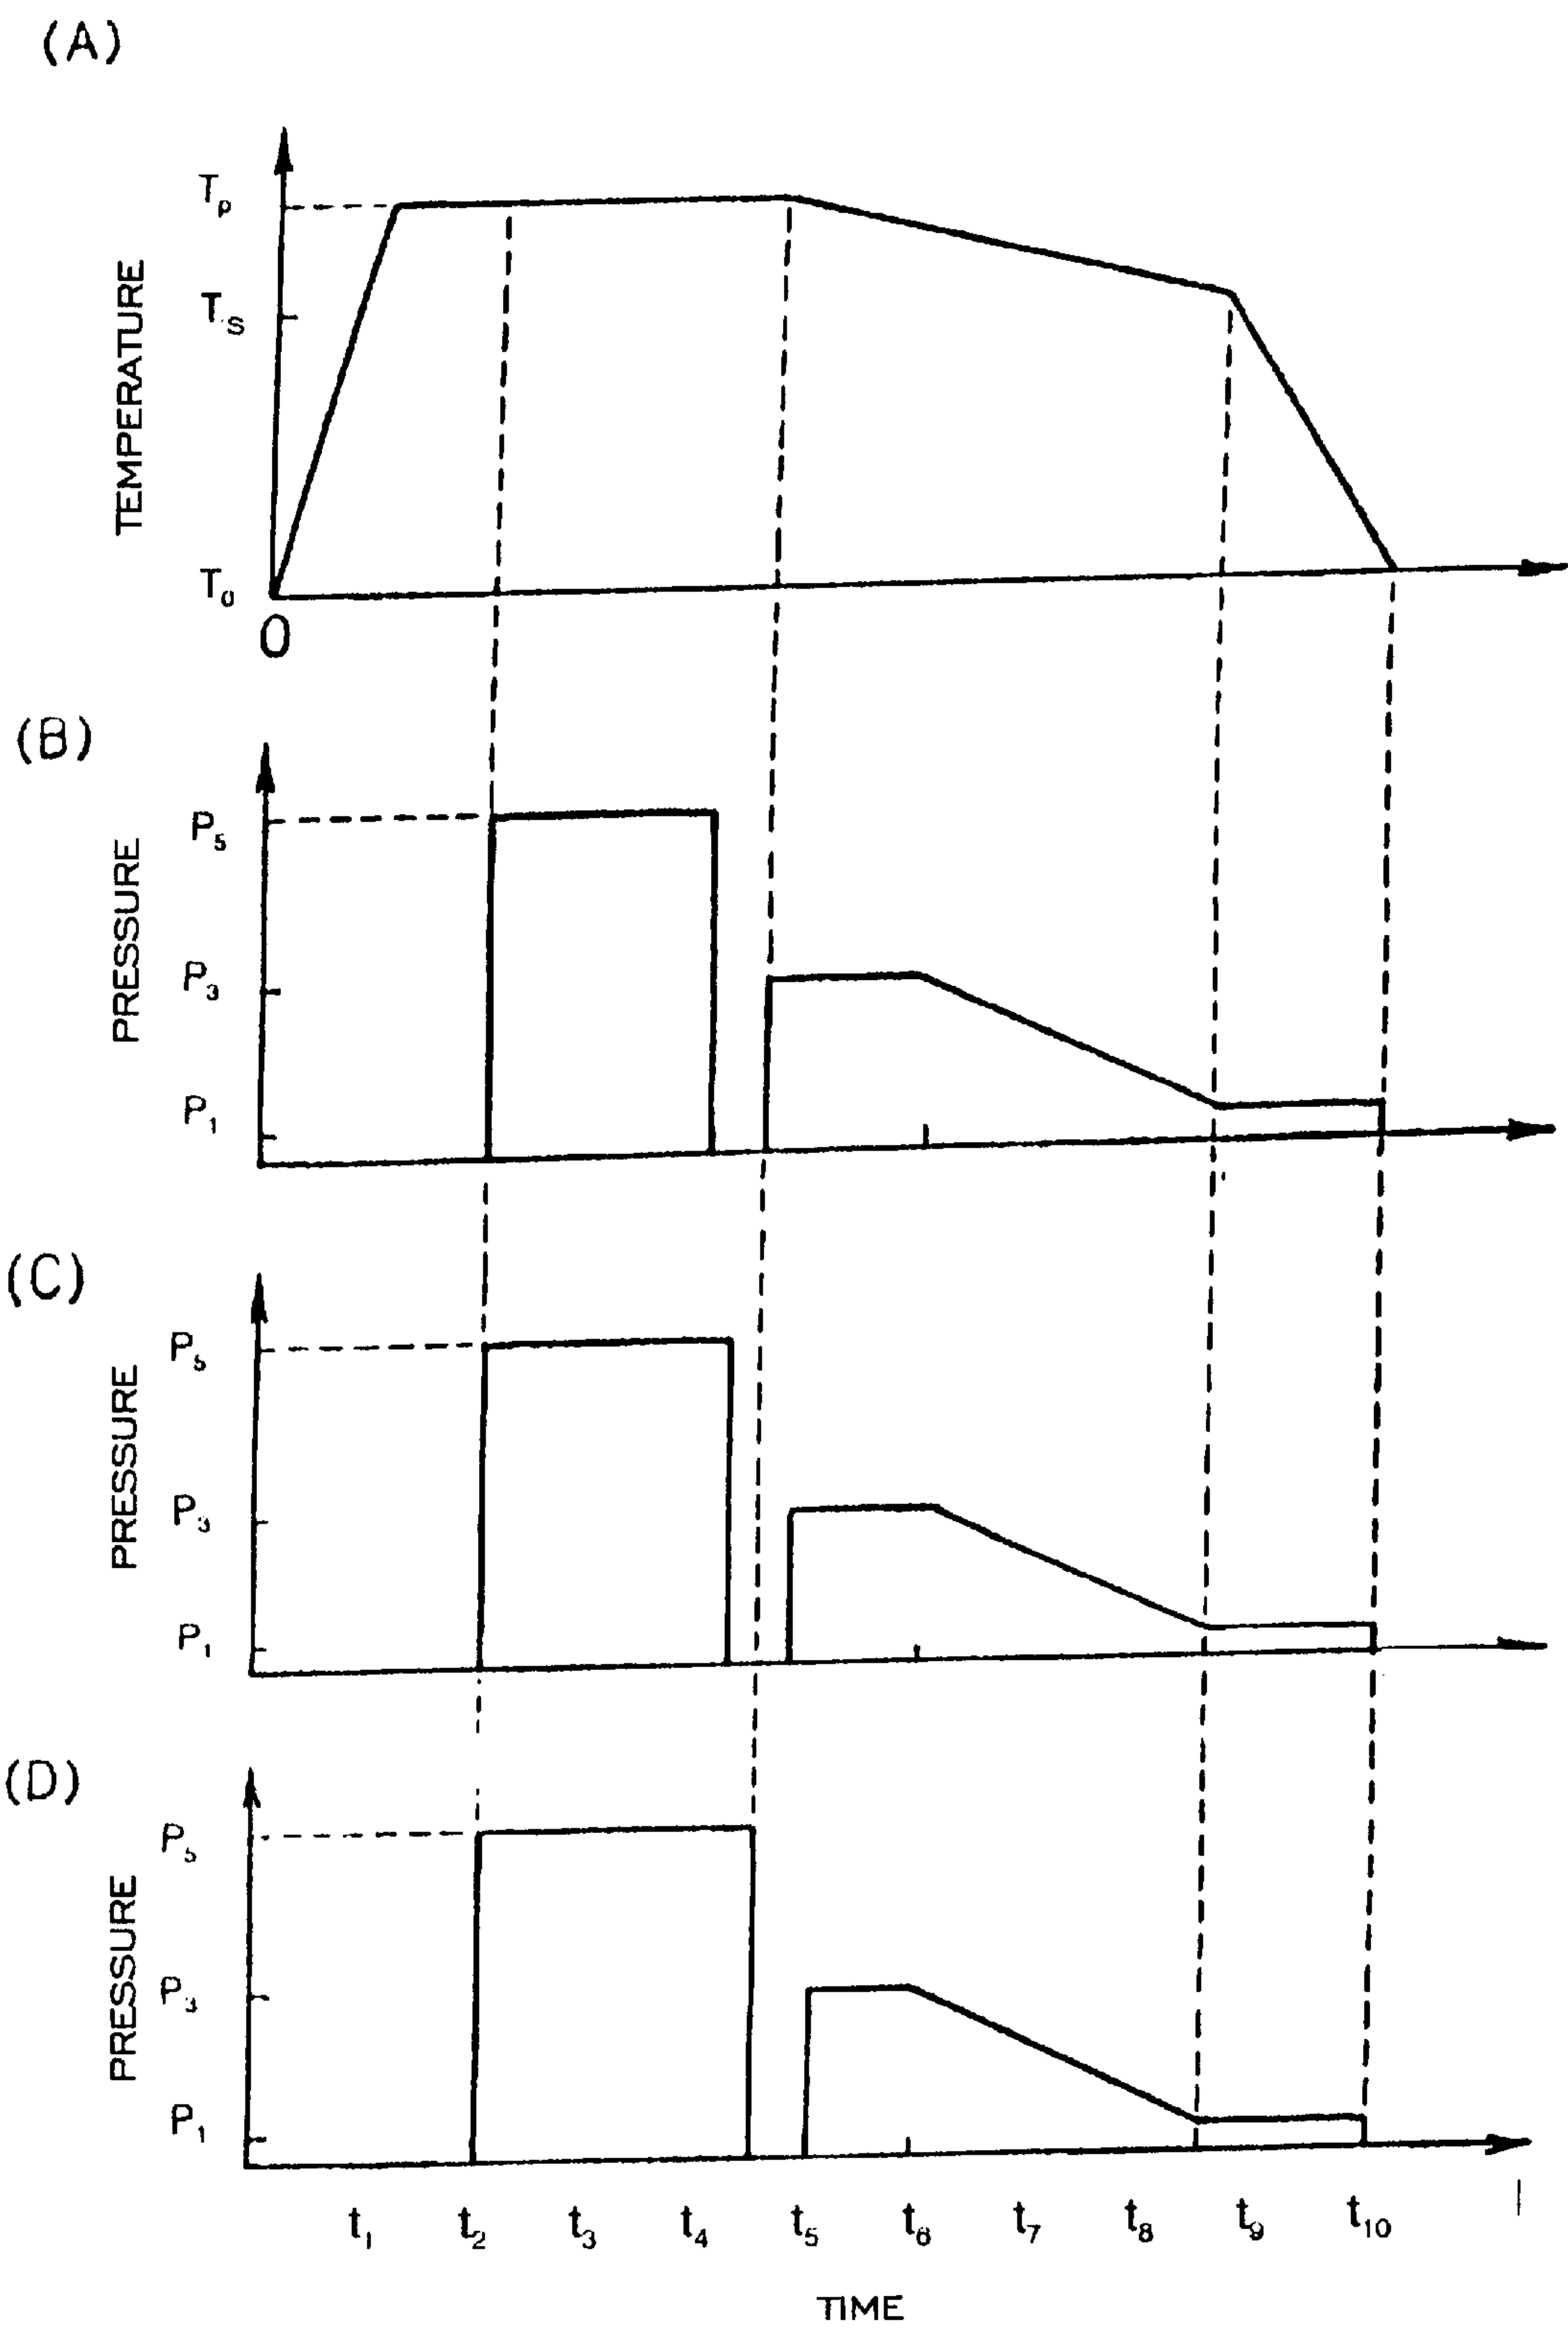 (A)
TEMPERATURE
Tp
TS
T0
0
(B)
PRESSURE
P5
P3
P1
(C)
PRESSURE
P5
P3
P1
(D)
PRESSURE
P5
P3
P1
t1 t2 t3 t4 t5 t6 t7 t8 t9 t10
TIME